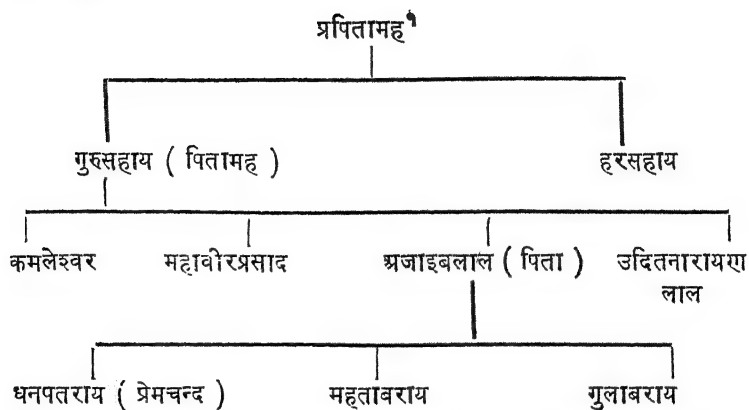 प्रपितामह¹
गुरुसहाय ( पितामह ) हरसहाय
कमलेश्वर महावीरप्रसाद अजाइबलाल ( पिता ) उदितनारायण
लाल
धनपतराय ( प्रेमचन्द ) महताबराय गुलाबराय